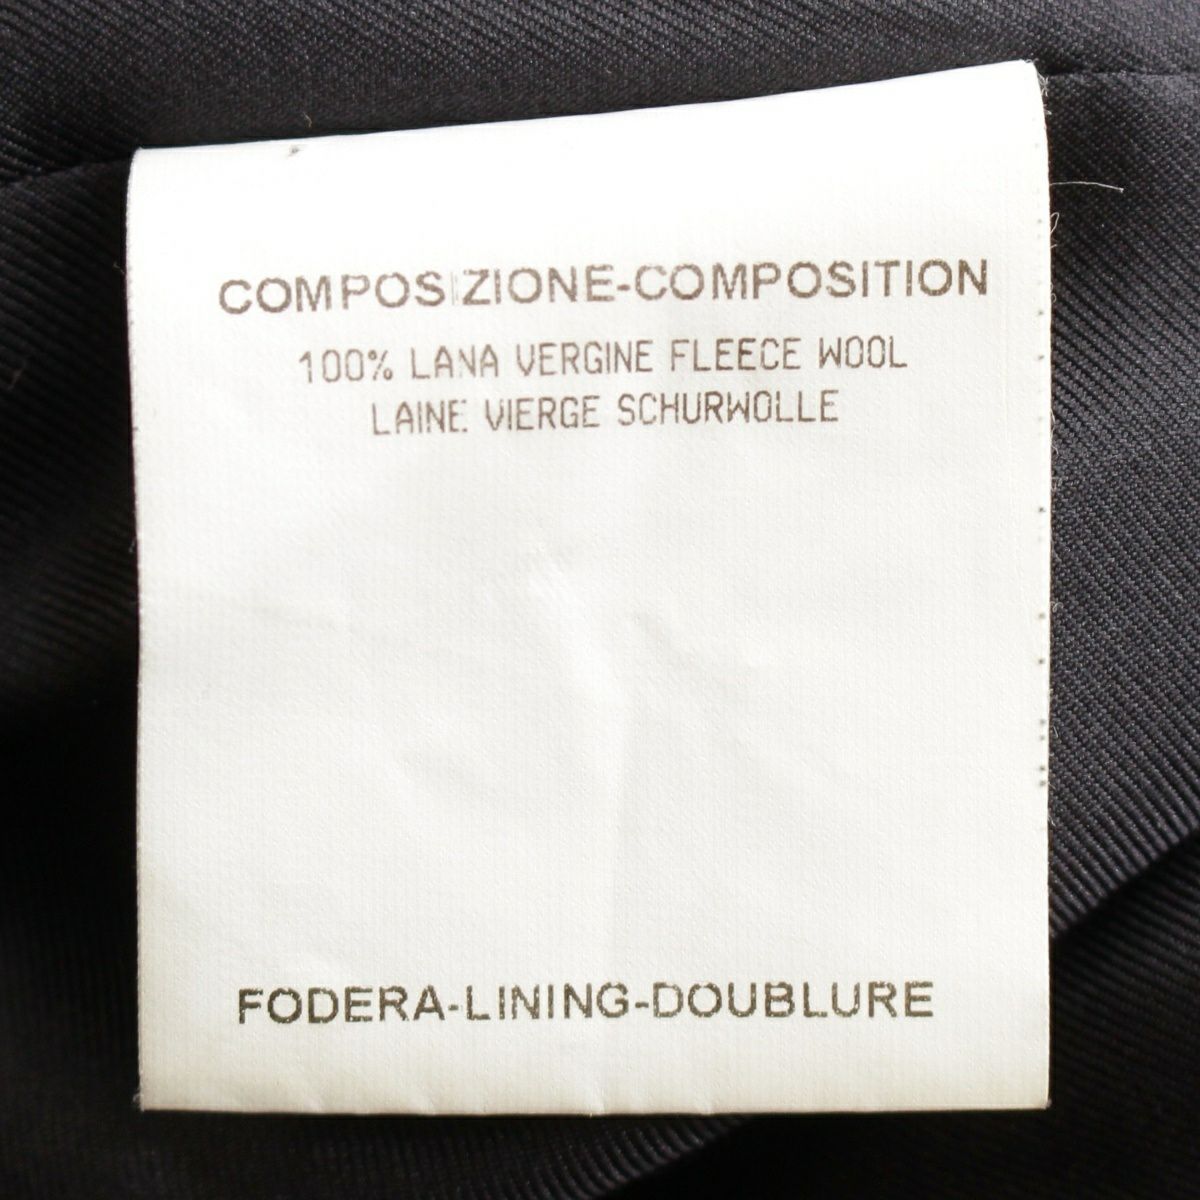 COMPOSIZIONE-COMPOSITION
100% LANA VERGINE FLEECE WOOL
LAINE VIERGE SCHURWOLLE
FODERA-LINING-DOUBLURE